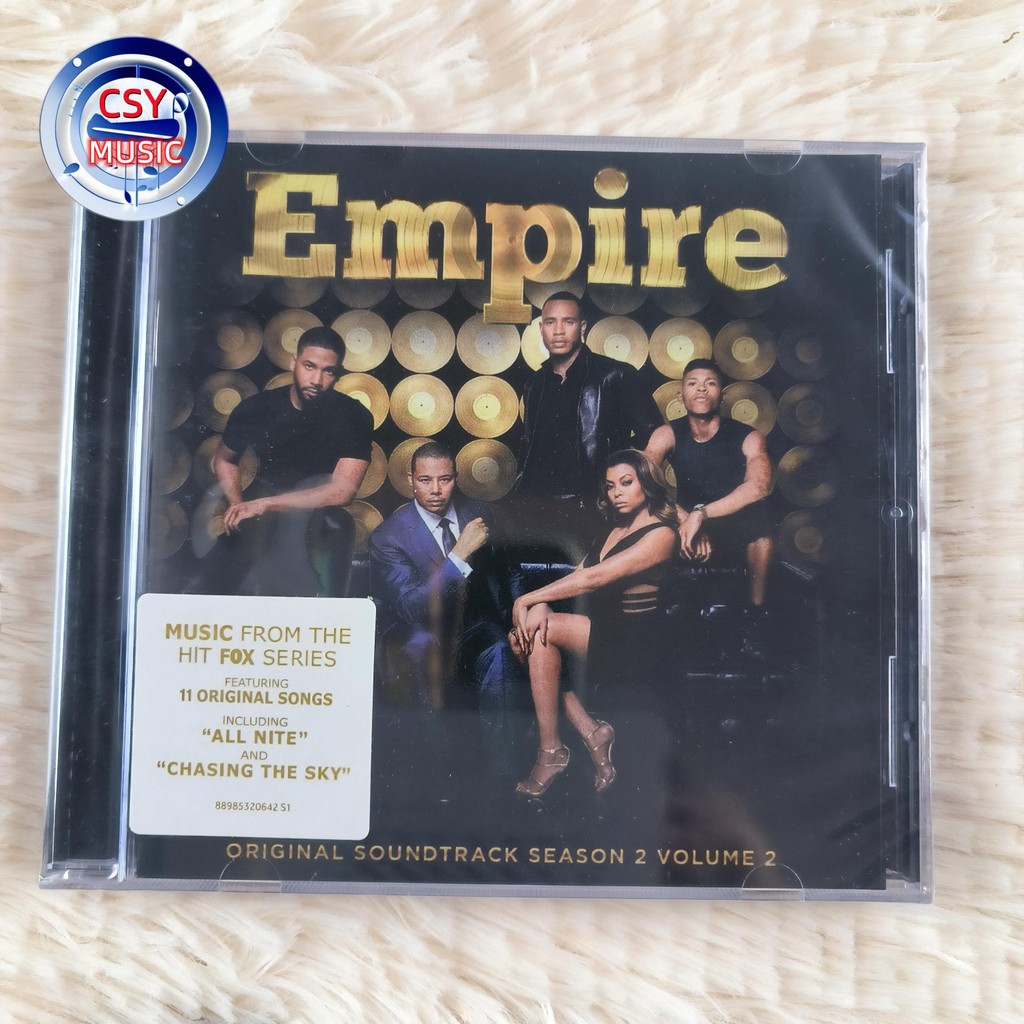 CSY
MUSIC
Empire
MUSIC FROM THE
HIT FOX SERIES
FEATURING
11 ORIGINAL SONGS
INCLUDING
“ALL NITE”
AND
“CHASING THE SKY”
88985320642 S1
ORIGINAL SOUNDTRACK SEASON 2 VOLUME 2